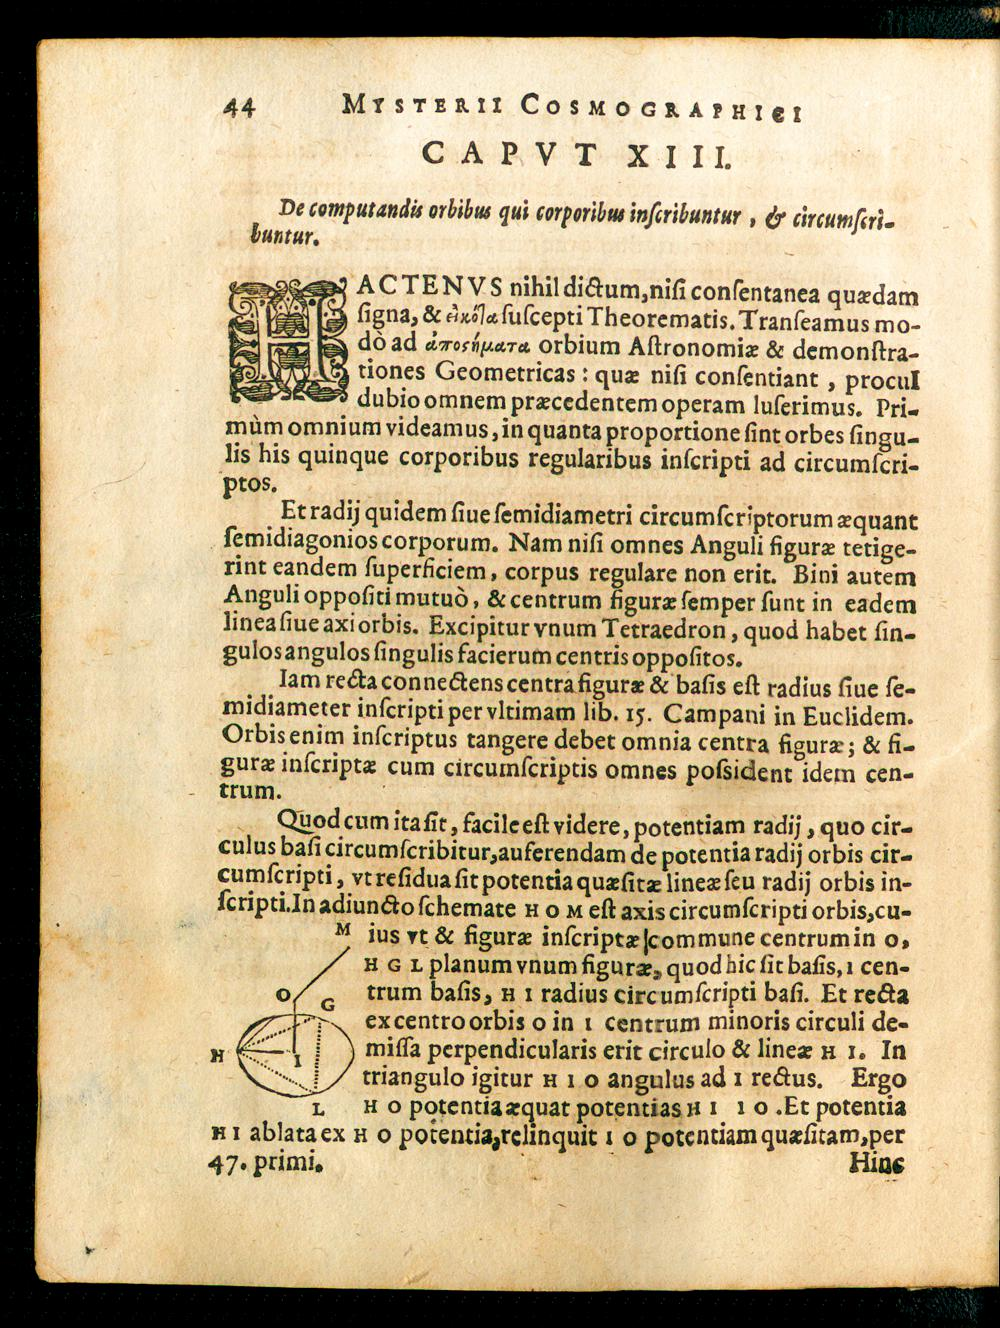 44 MYSTERII COSMOGRAPHICI
CAPVT XIII.
De computandis orbibus qui corporibus inſcribuntur, & circumſcri-
buntur.
HACTENVS nihil dictum, niſi conſentanea quædam
ſigna, & εἰκότα ſuſcepti Theorematis. Tranſeamus mo-
dò ad ἀποϛήματα orbium Aſtronomiæ & demonſtra-
tiones Geometricas: quæ niſi conſentiant, procul
dubio omnem præcedentem operam luſerimus. Pri-
mùm omnium videamus, in quanta proportione ſint orbes ſingu-
lis his quinque corporibus regularibus inſcripti ad circumſcri-
ptos.
Et radij quidem ſiue ſemidiametri circumſcriptorum æquant
ſemidiagonios corporum. Nam niſi omnes Anguli figuræ tetige-
rint eandem ſuperficiem, corpus regulare non erit. Bini autem
Anguli oppoſiti mutuò, & centrum figuræ ſemper ſunt in eadem
linea ſiue axi orbis. Excipitur vnum Tetraedron, quod habet ſin-
gulos angulos ſingulis facierum centris oppoſitos.
Iam recta connectens centra figuræ & baſis eſt radius ſiue ſe-
midiameter inſcripti per vltimam lib. 15. Campani in Euclidem.
Orbis enim inſcriptus tangere debet omnia centra figuræ; & fi-
guræ inſcriptæ cum circumſcriptis omnes poſsident idem cen-
trum.
Quod cum ita ſit, facile eſt videre, potentiam radij, quo cir-
culus baſi circumſcribitur, auferendam de potentia radij orbis cir-
cumſcripti, vt reſidua ſit potentia quæſitæ lineæ ſeu radij orbis in-
ſcripti. In adiuncto ſchemate H O M eſt axis circumſcripti orbis, cu-
ius vt & figuræ inſcriptæ commune centrum in O,
H G L planum vnum figuræ, quod hic ſit baſis, I cen-
trum baſis, H I radius circumſcripti baſi. Et recta
ex centro orbis O in I centrum minoris circuli de-
miſſa perpendicularis erit circulo & lineæ H I. In
triangulo igitur H I O angulus ad I rectus. Ergo
H O potentia æquat potentias H I I O. Et potentia
H I ablata ex H O potentia, relinquit I O potentiam quæſitam, per
47. primi.
Hinc
M
O
G
H
I
L